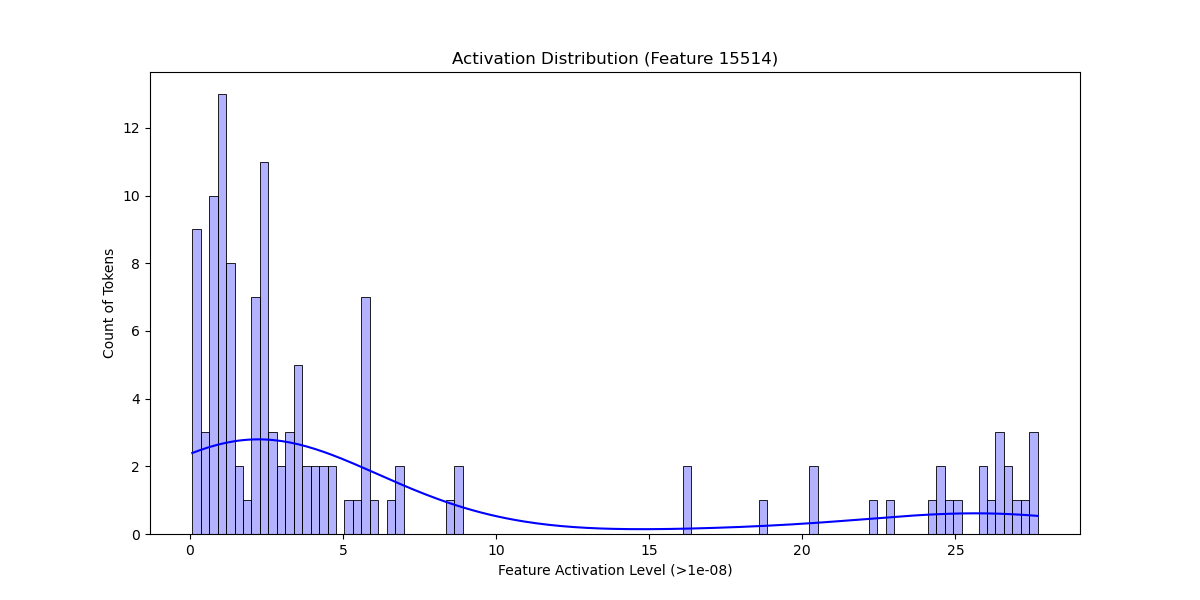 Activation Distribution (Feature 15514)
12
10
8
6
4
2
0
Count of Tokens
0 5 10 15 20 25
Feature Activation Level (>1e-08)